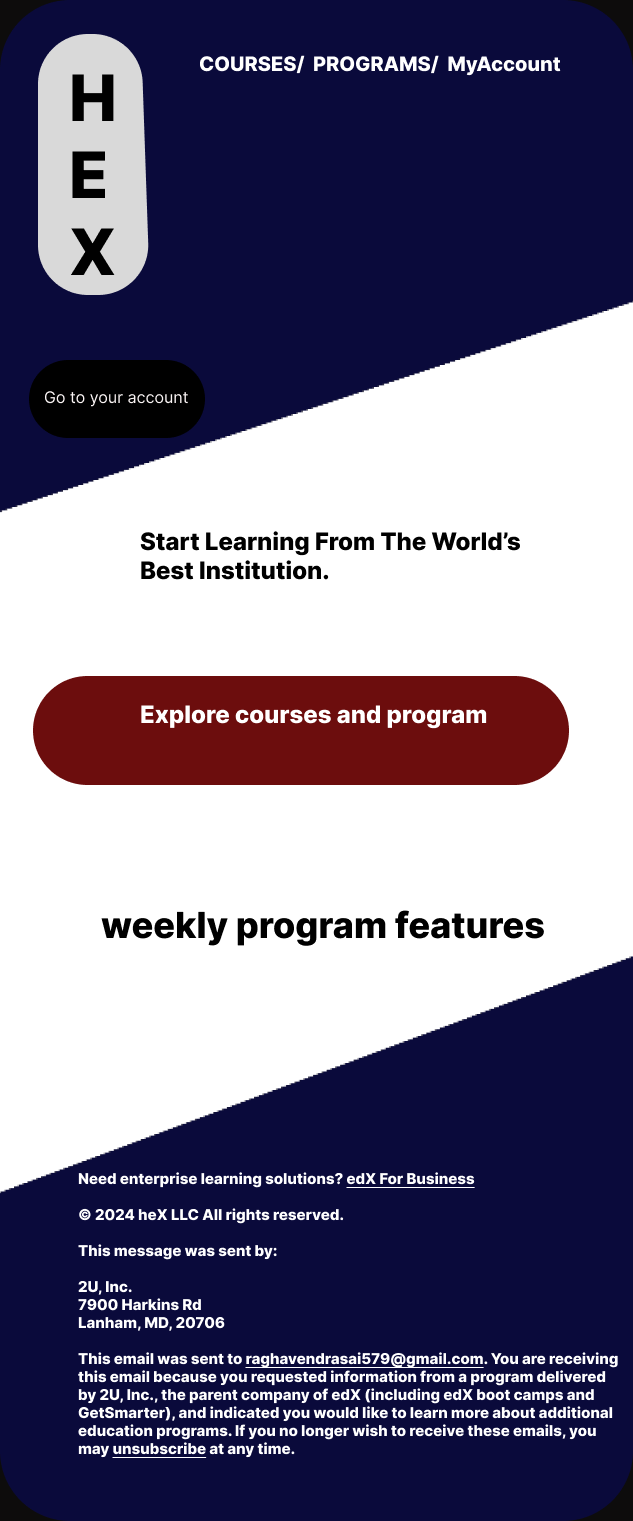 H
E
X
COURSES/ PROGRAMS/ MyAccount
Go to your account
Start Learning From The World’s
Best Institution.
Explore courses and program
weekly program features
Need enterprise learning solutions? edX For Business
© 2024 heX LLC All rights reserved.
This message was sent by:
2U, Inc.
7900 Harkins Rd
Lanham, MD, 20706
This email was sent to raghavendrasai579@gmail.com. You are receiving
this email because you requested information from a program delivered
by 2U, Inc., the parent company of edX (including edX boot camps and
GetSmarter), and indicated you would like to learn more about additional
education programs. If you no longer wish to receive these emails, you
may unsubscribe at any time.